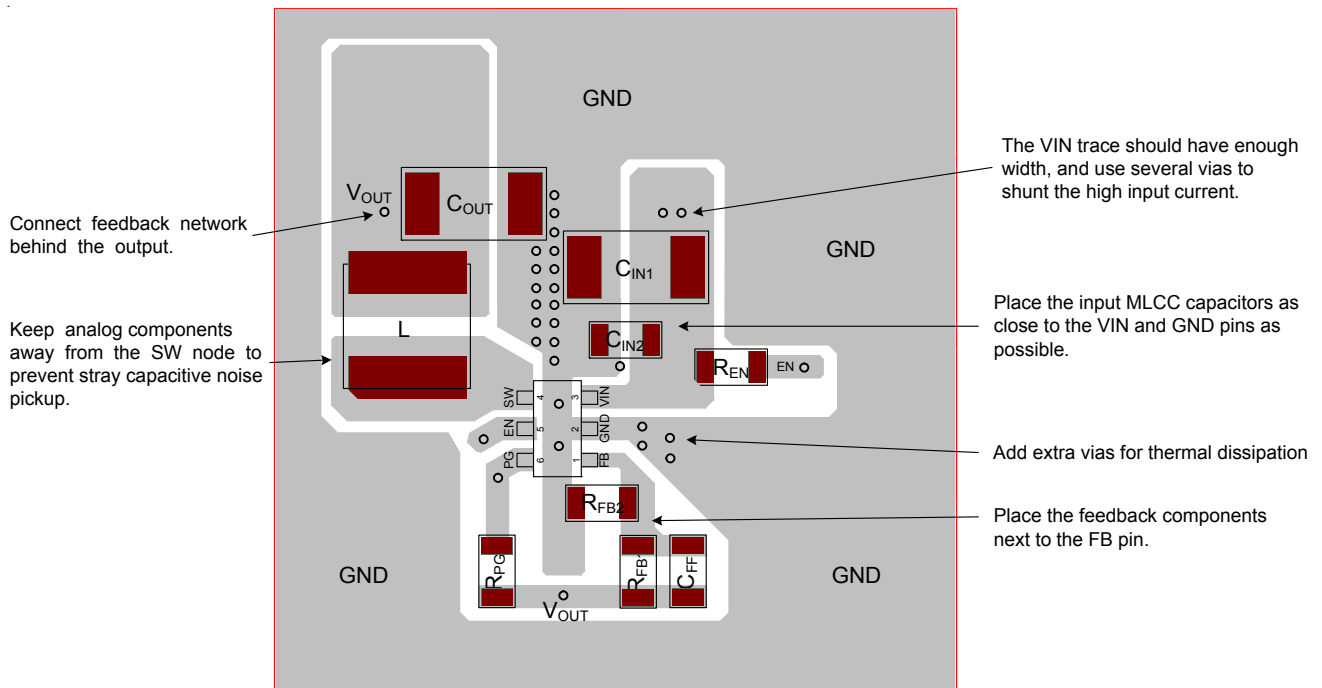 .
GND
The VIN trace should have enough
width, and use several vias to
shunt the high input current.
VOUT
COUT
Connect feedback network
behind the output.
GND
CIN1
Place the input MLCC capacitors as
close to the VIN and GND pins as
possible.
Keep analog components
away from the SW node to
prevent stray capacitive noise
pickup.
L
CIN2
REN
EN
SW
4
3
VIN
EN
5
2
GND
PG
6
1
FB
Add extra vias for thermal dissipation
RFB2
Place the feedback components
next to the FB pin.
GND
RPG
RFB1
CFF
GND
VOUT